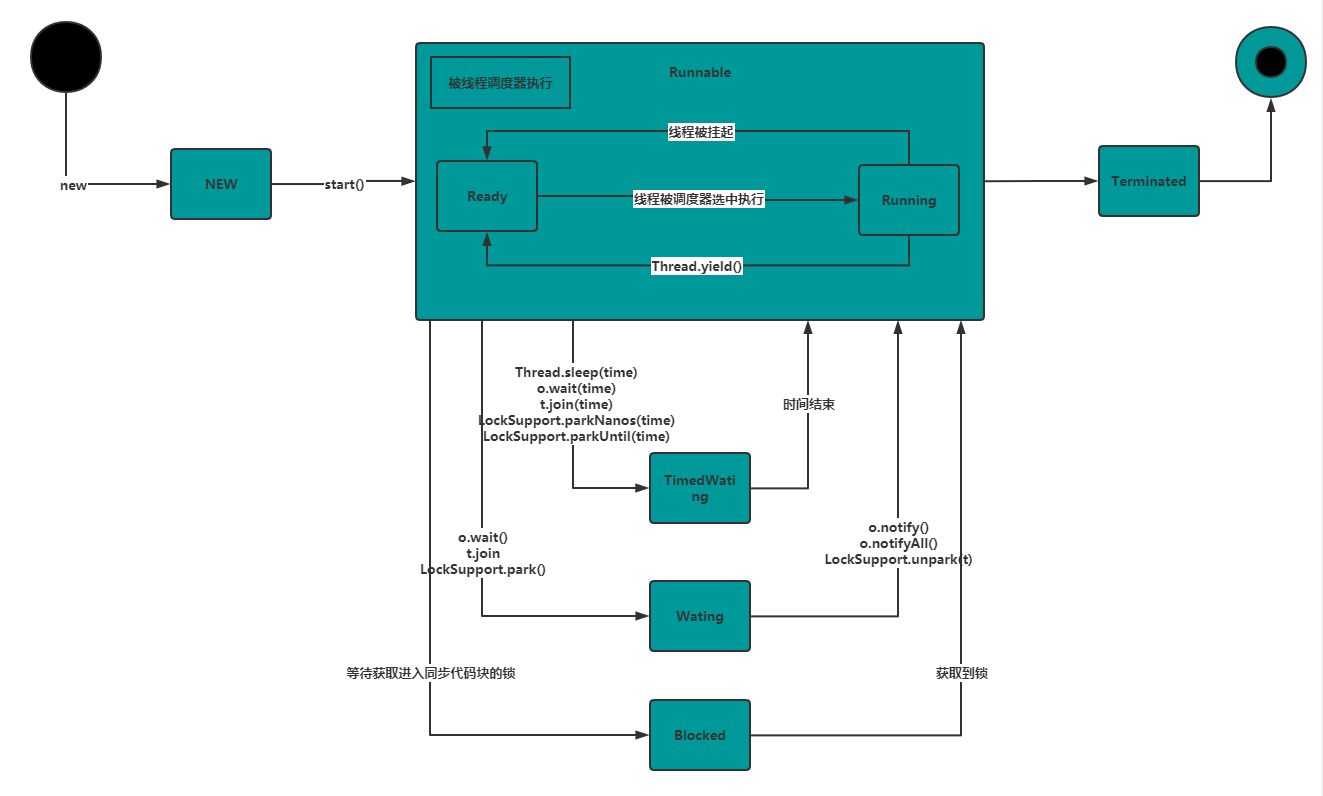 Runnable
被线程调度器执行
线程被挂起
new
NEW
start()
Ready
线程被调度器选中执行
Running
Terminated
Thread.yield()
Thread.sleep(time)
o.wait(time)
t.join(time)
LockSupport.parkNanos(time)
LockSupport.parkUntil(time)
时间结束
TimedWati
ng
o.wait()
t.join
LockSupport.park()
o.notify()
o.notifyAll()
LockSupport.unpark(t)
Wating
等待获取进入同步代码块的锁
获取到锁
Blocked